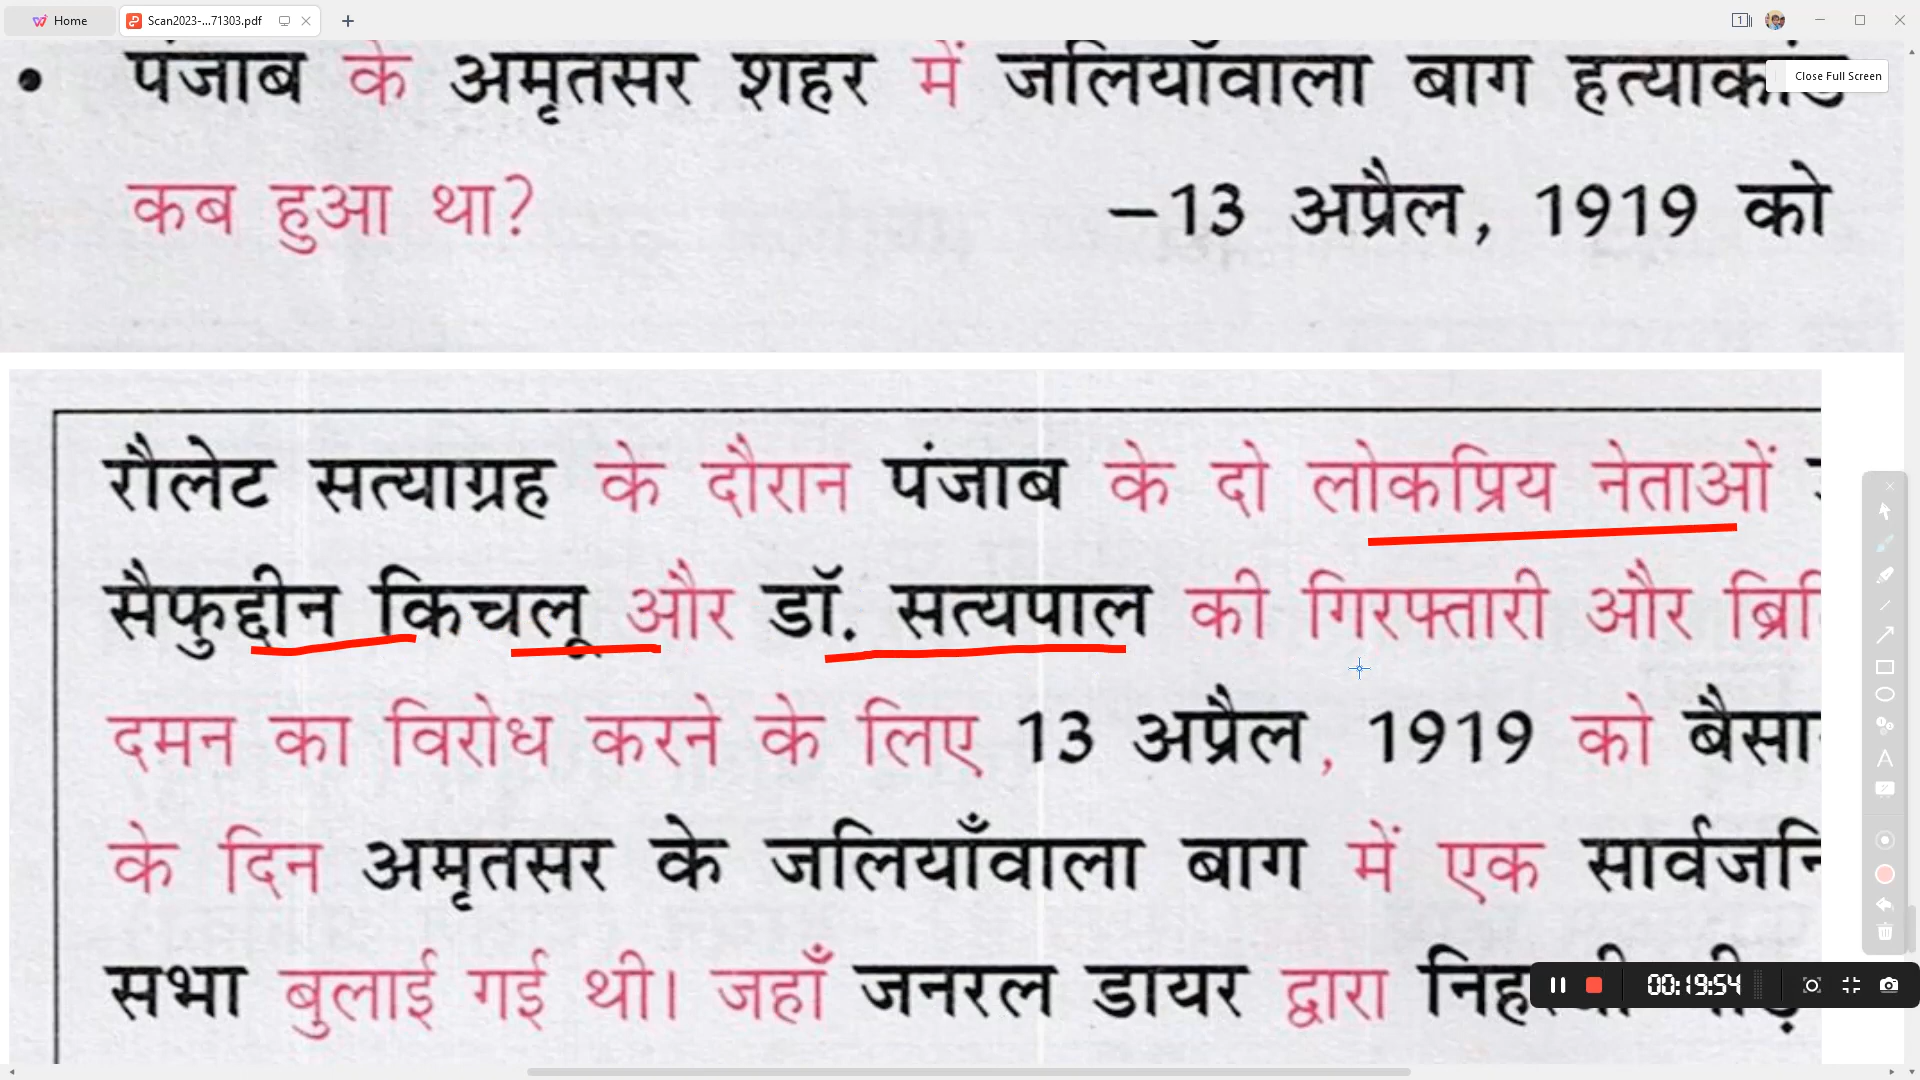 Home
Scan2023-...71303.pdf
1
Close Full Screen
• पंजाब के अमृतसर शहर में जलियाँवाला बाग हत्याकांड
कब हुआ था? –13 अप्रैल, 1919 को
रौलेट सत्याग्रह के दौरान पंजाब के दो लोकप्रिय नेताओं
सैफुद्दीन किचलू और डॉ. सत्यपाल की गिरफ्तारी और
दमन का विरोध करने के लिए 13 अप्रैल, 1919 को
के दिन अमृतसर के जलियाँवाला बाग में एक
सभा बुलाई गई थी। जहाँ जनरल डायर द्वारा
00:19:54